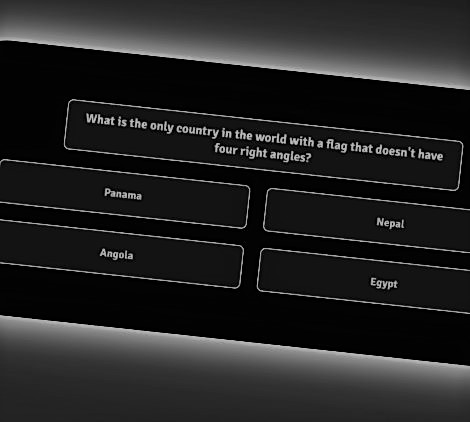 What is the only country in the world with a flag that doesn't have
four right angles?
Panama
Nepal
Angola
Egypt